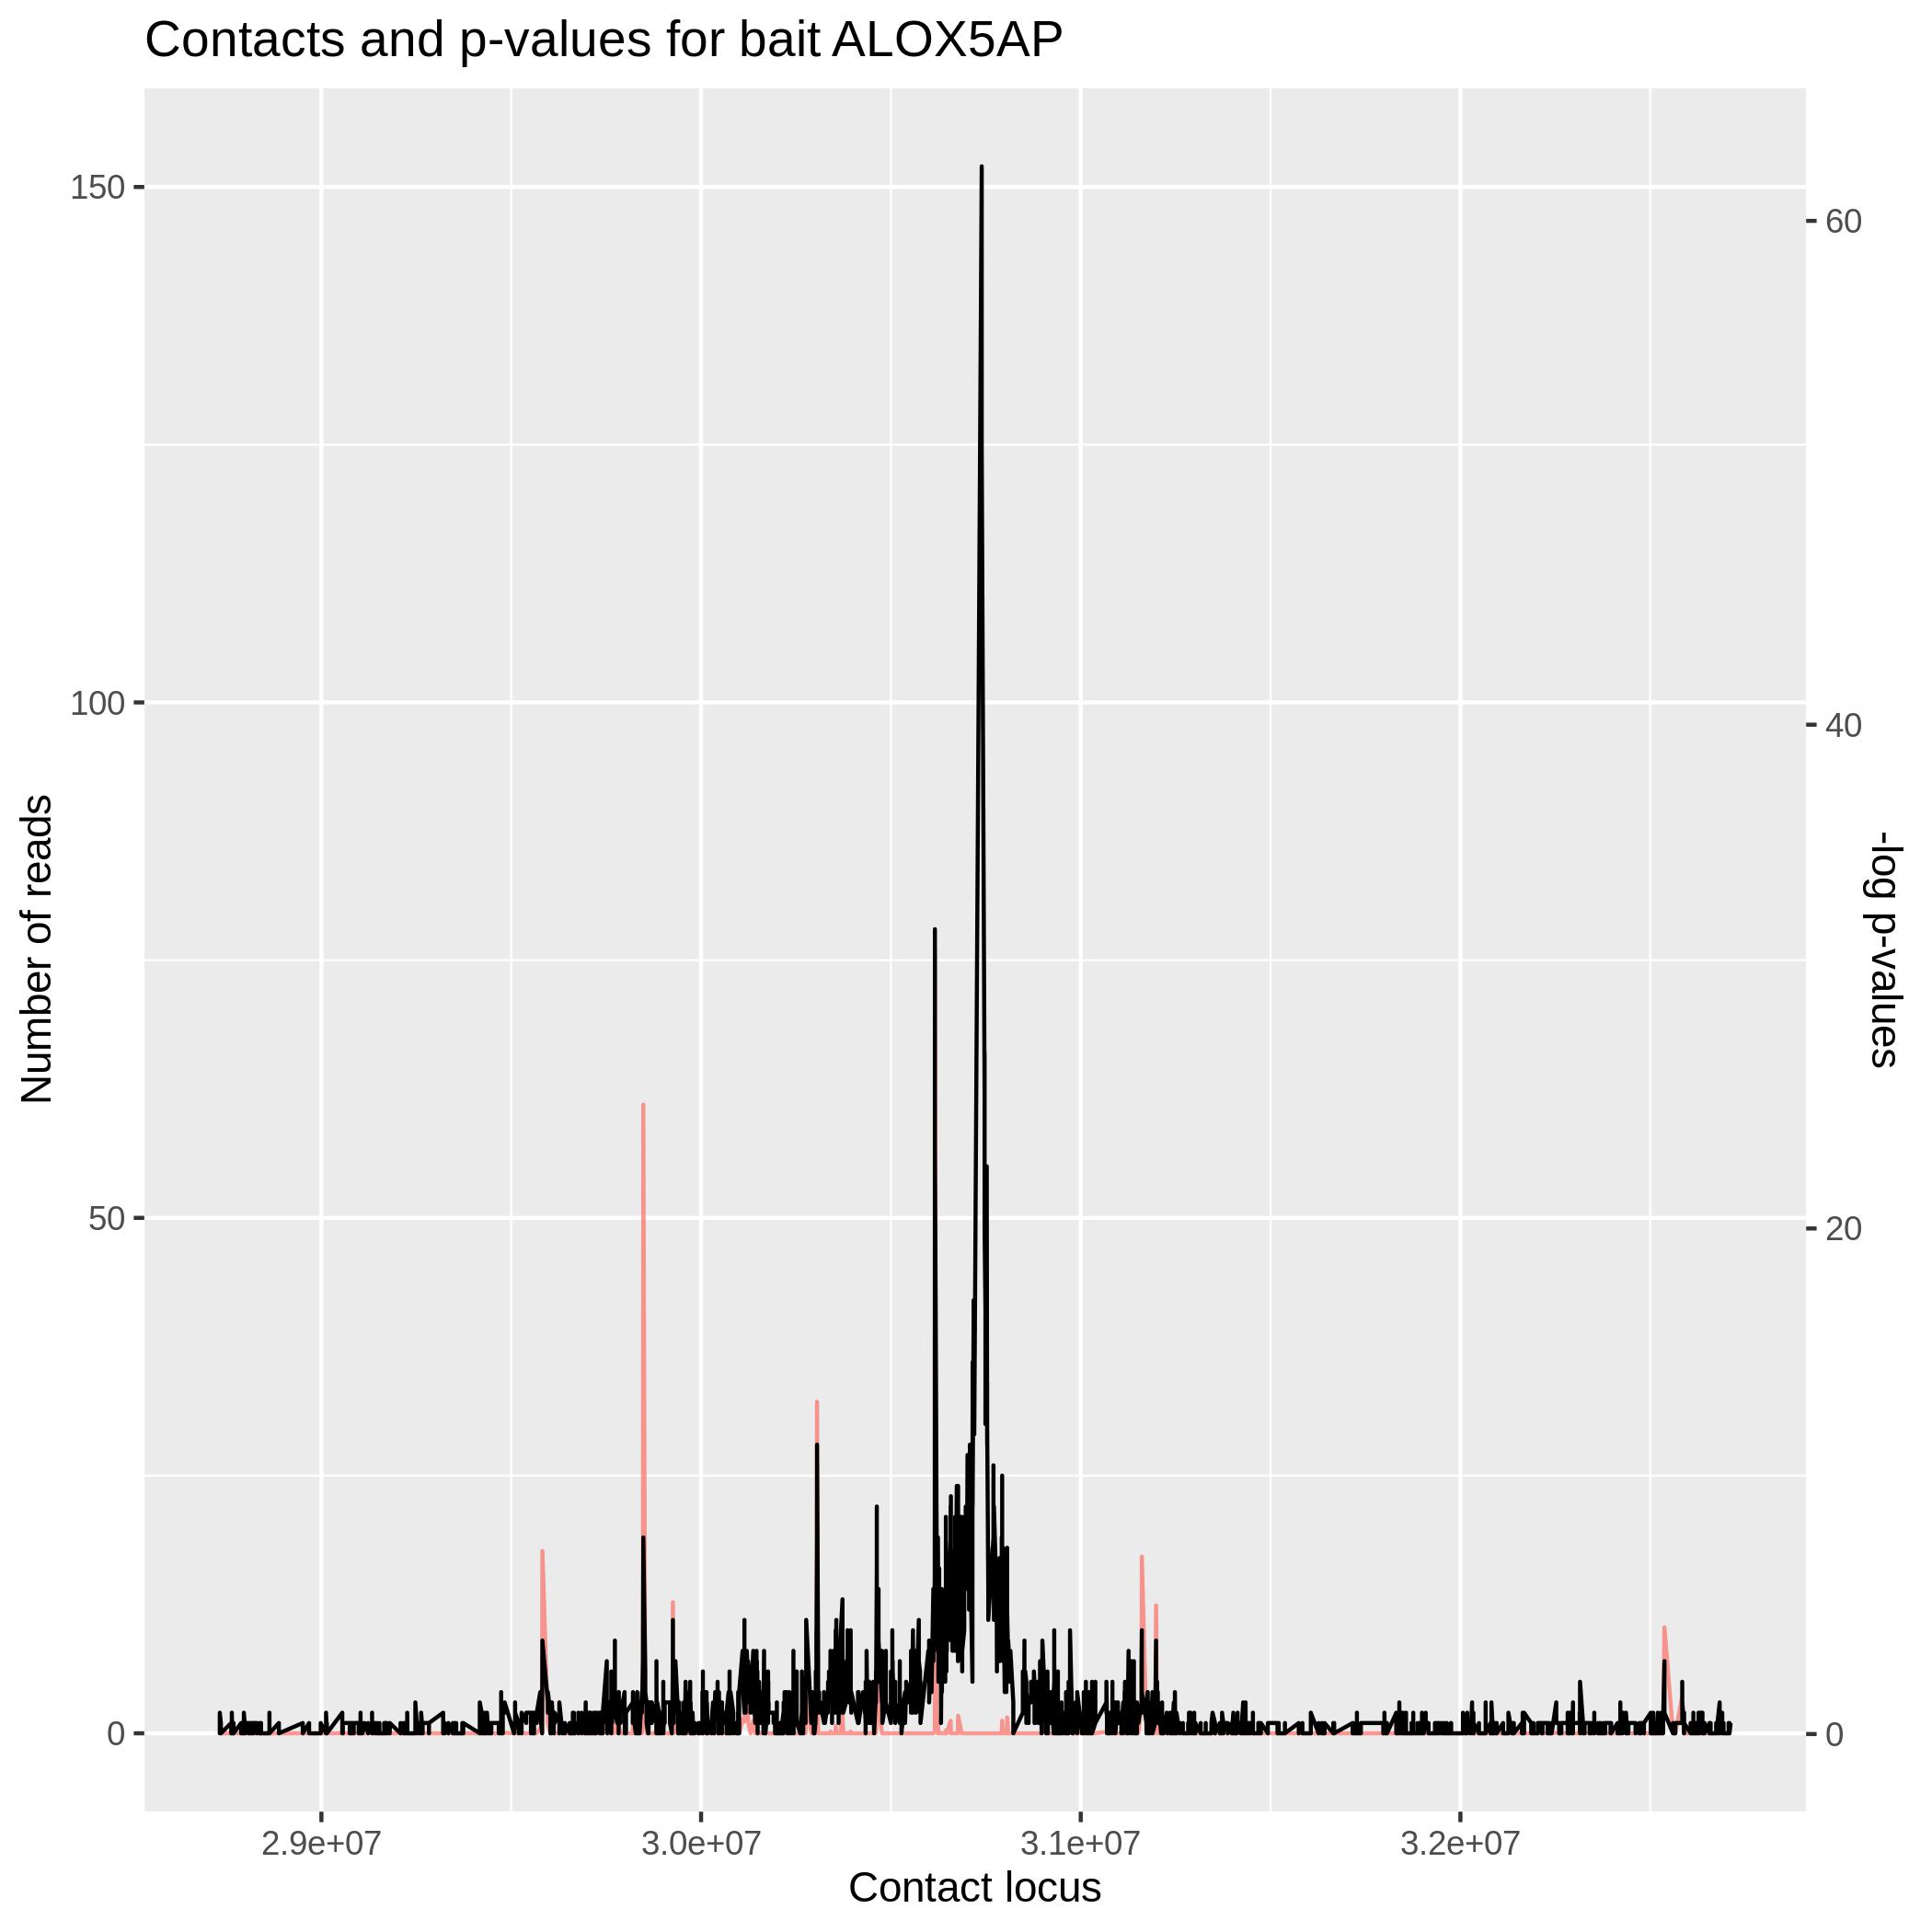 Contacts and p-values for bait ALOX5AP
150
100
50
0
60
40
20
0
Number of reads
-log p-values
2.9e+07
3.0e+07
3.1e+07
3.2e+07
Contact locus